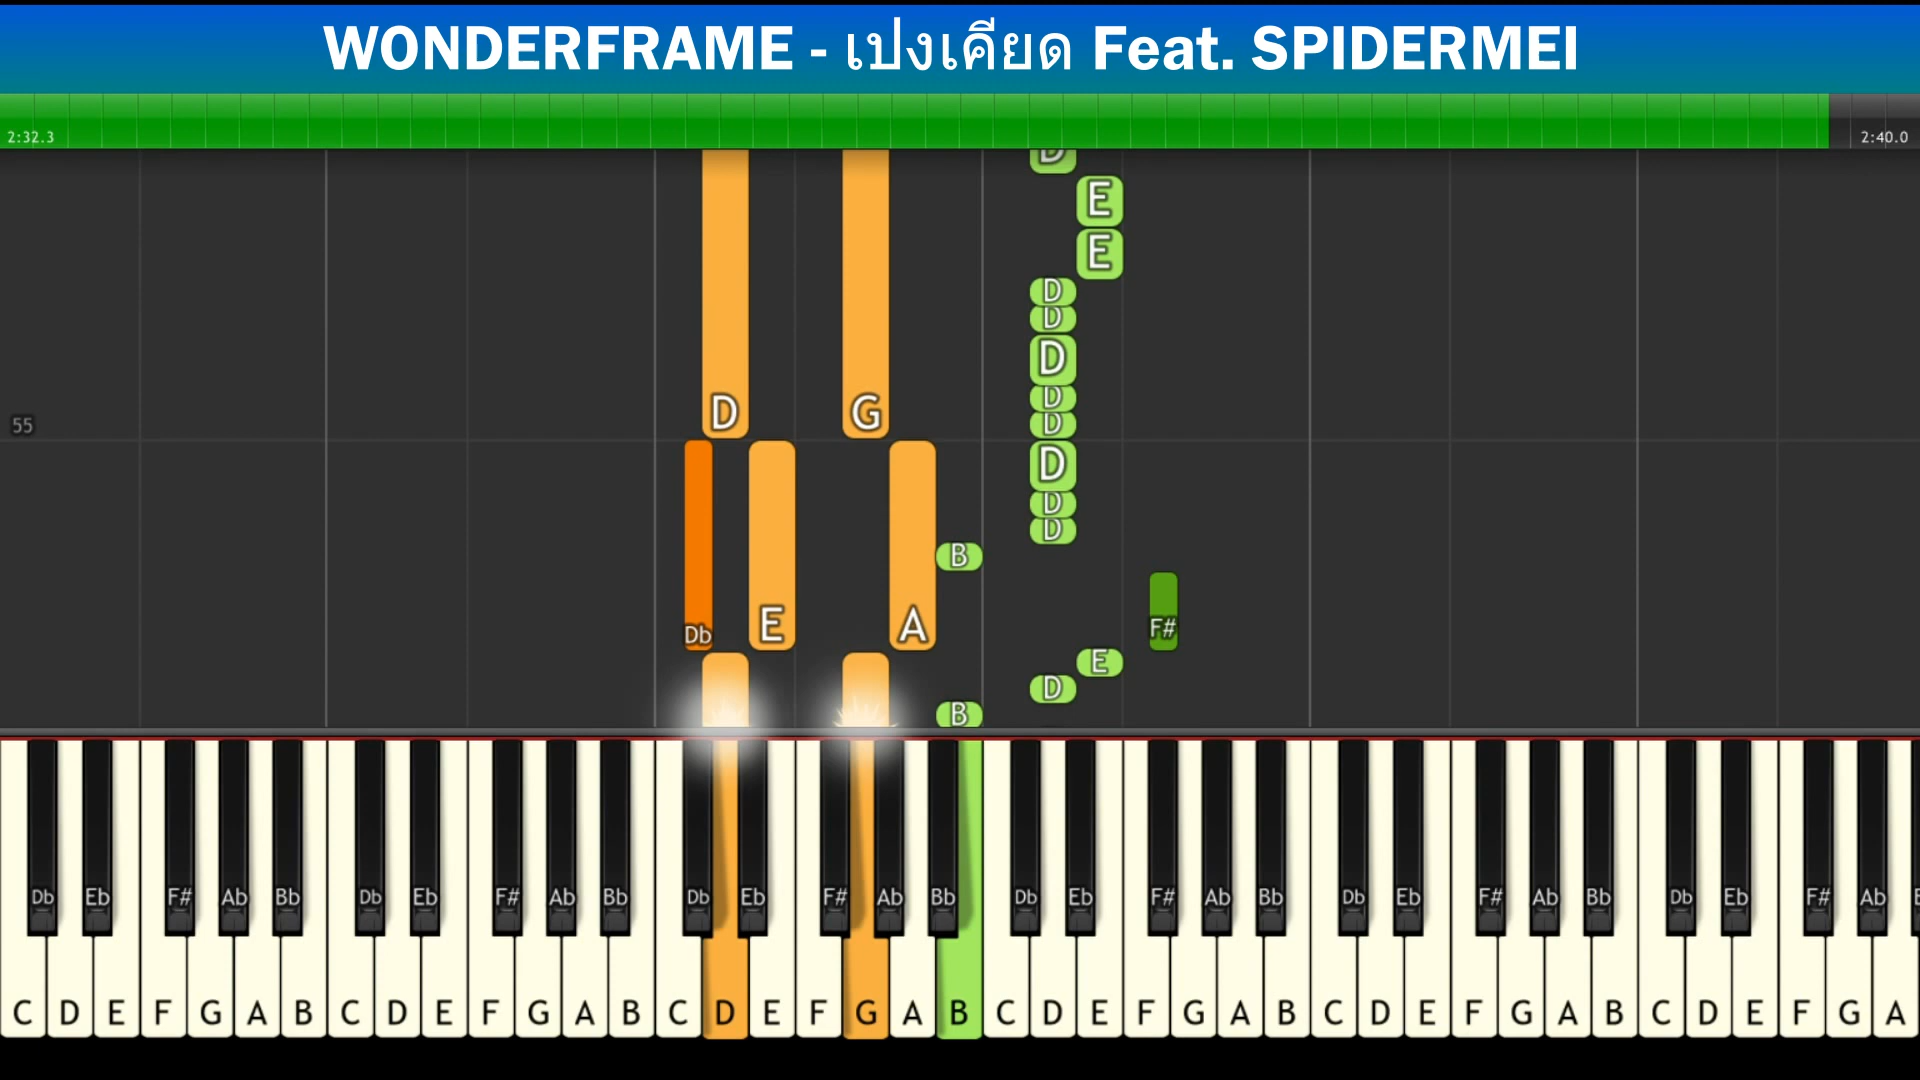 WONDERFRAME - เปงเคียด Feat. SPIDERMEI
2:32.3 2:40.0
D
E
E
D
D
D
D
D G D
55
D
D
D
B
Db E A F#
E
D
B
Db Eb F# Ab Bb Db Eb F# Ab Bb Db Eb F# Ab Bb Db Eb F# Ab Bb Db Eb F# Ab Bb Db Eb F# Ab
C D E F G A B C D E F G A B C D E F G A B C D E F G A B C D E F G A B C D E F G A